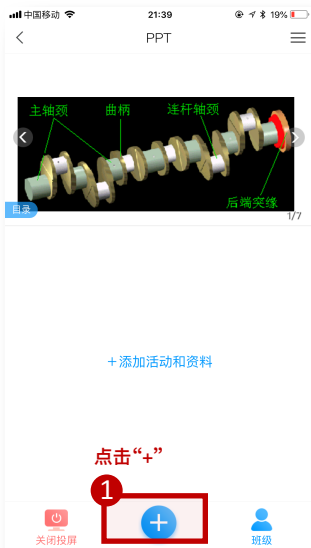 中国移动 21:39 19%
PPT
主轴颈 曲柄 连杆轴颈
后端突缘
目录
1/7
+添加活动和资料
点击“+”
1
关闭投屏 班级